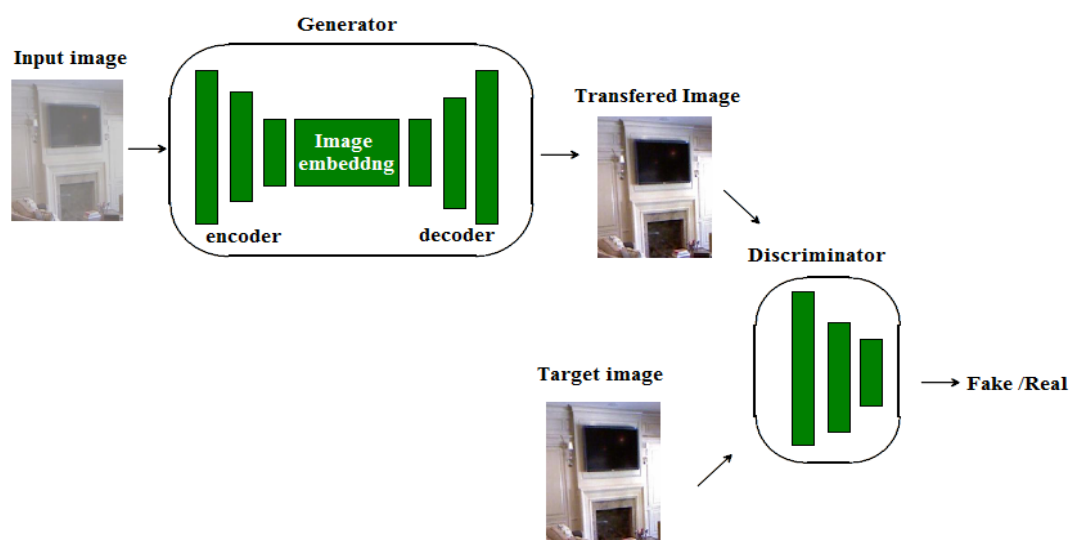 Generator
Input image
Transfered Image
Image
embeddng
encoder
decoder
Discriminator
Target image
Fake /Real